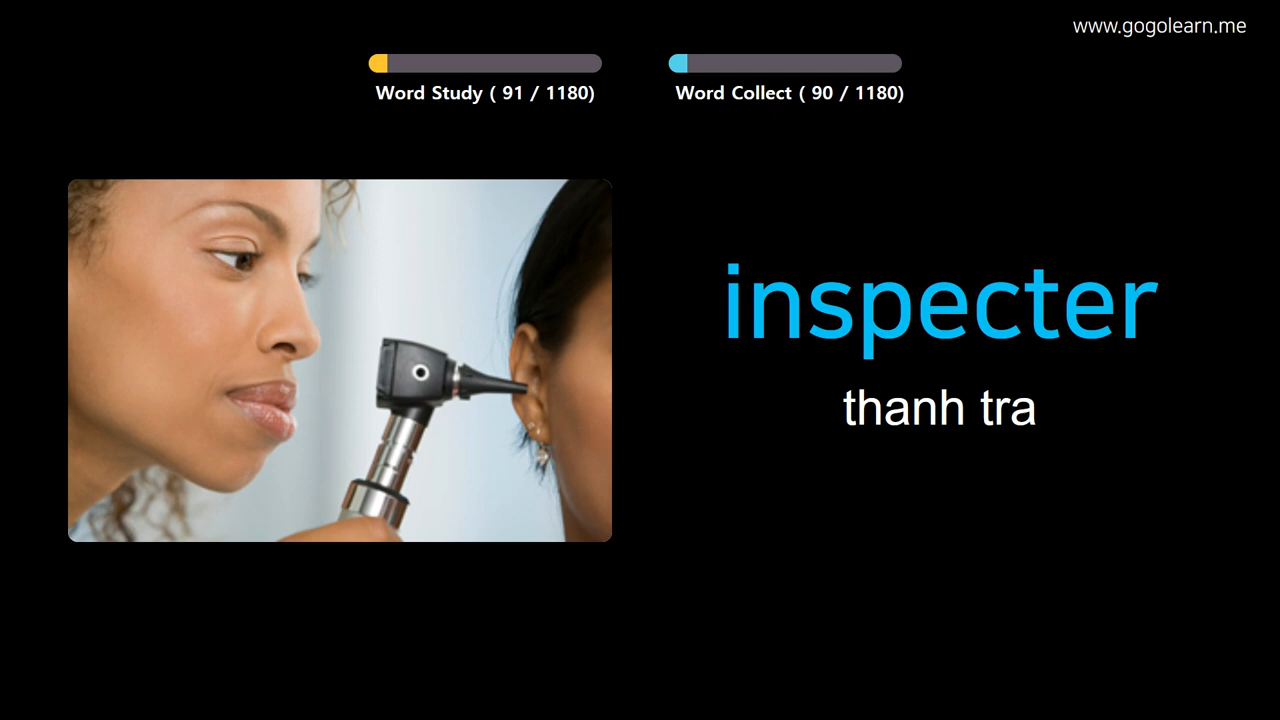 www.gogolearn.me
Word Study ( 91 / 1180)
Word Collect ( 90 / 1180)
inspecter
thanh tra